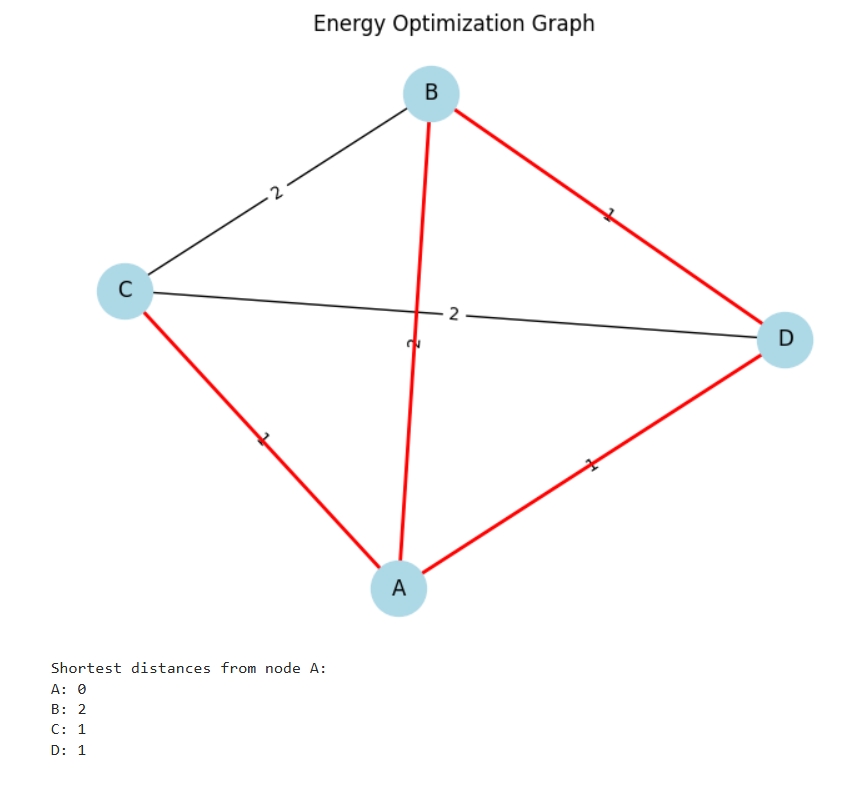 Energy Optimization Graph
B
2
1
C
2
D
2
1
1
A
Shortest distances from node A:
A: 0
B: 2
C: 1
D: 1